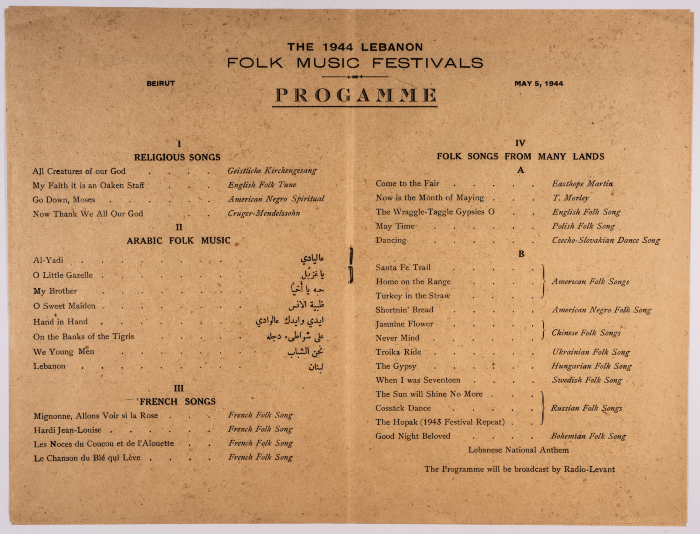 THE 1944 LEBANON
FOLK MUSIC FESTIVALS
BEIRUT
MAY 5, 1944
PROGAMME
I
RELIGIOUS SONGS
All Creatures of our God . . . . Geistliche Kirchengesang
My Faith it is an Oaken Staff . . . English Folk Tune
Go Down, Moses . . . . . American Negro Spiritual
Now Thank We All Our God . . . . Cruger-Mendelssohn
II
ARABIC FOLK MUSIC
Al-Yadi . . . . . . عاليادي
O Little Gazelle . . . . . يا غزيّل
My Brother . . . . . . حبه يا أُخيّا
O Sweet Maiden . . . . . ظبية الانس
Hand in Hand . . . . . ايدي وايدك عالوادي
On the Banks of the Tigris . . . . على شواطىء دجله
We Young Men . . . . . نحن الشباب
Lebanon . . . . . . لبنان
III
FRENCH SONGS
Mignonne, Allons Voir si la Rose . . . French Folk Song
Hardi Jean-Louise . . . . . French Folk Song
Les Noces du Coucou et de l'Alouette . . French Folk Song
Le Chanson du Blé qui Lève . . . . French Folk Song
IV
FOLK SONGS FROM MANY LANDS
A
Come to the Fair . . . . Easthope Martin
Now is the Month of Maying . . . T. Morley
The Wraggle-Taggle Gypsies O . . . English Folk Song
May Time . . . . . Polish Folk Song
Dancing . . . . . Czecho-Slovakian Dance Song
B
Santa Fe Trail . . . .
Home on the Range . . . . American Folk Songs
Turkey in the Straw . . . .
Shortnin' Bread . . . . American Negro Folk Song
Jasmine Flower . . . .
Chinese Folk Songs
Never Mind . . . .
Troika Ride . . . . Ukrainian Folk Song
The Gypsy . . . . Hungarian Folk Song
When I was Seventeen . . . . Swedish Folk Song
The Sun will Shine No More . . .
Cossack Dance . . . . Russian Folk Songs
The Hopak (1943 Festival Repeat) . .
Good Night Beloved . . . . Bohemian Folk Song
Lebanese National Anthem
The Programme will be broadcast by Radio-Levant